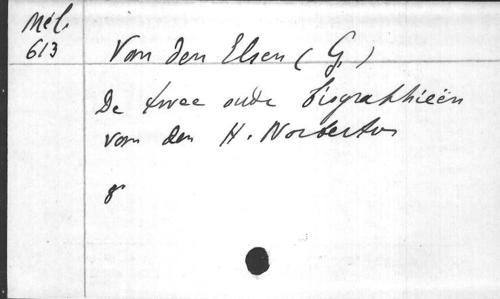 Mél.
613
Van den Elsen (G.)
De twee oude biographieën
van den H. Norbertus
8°